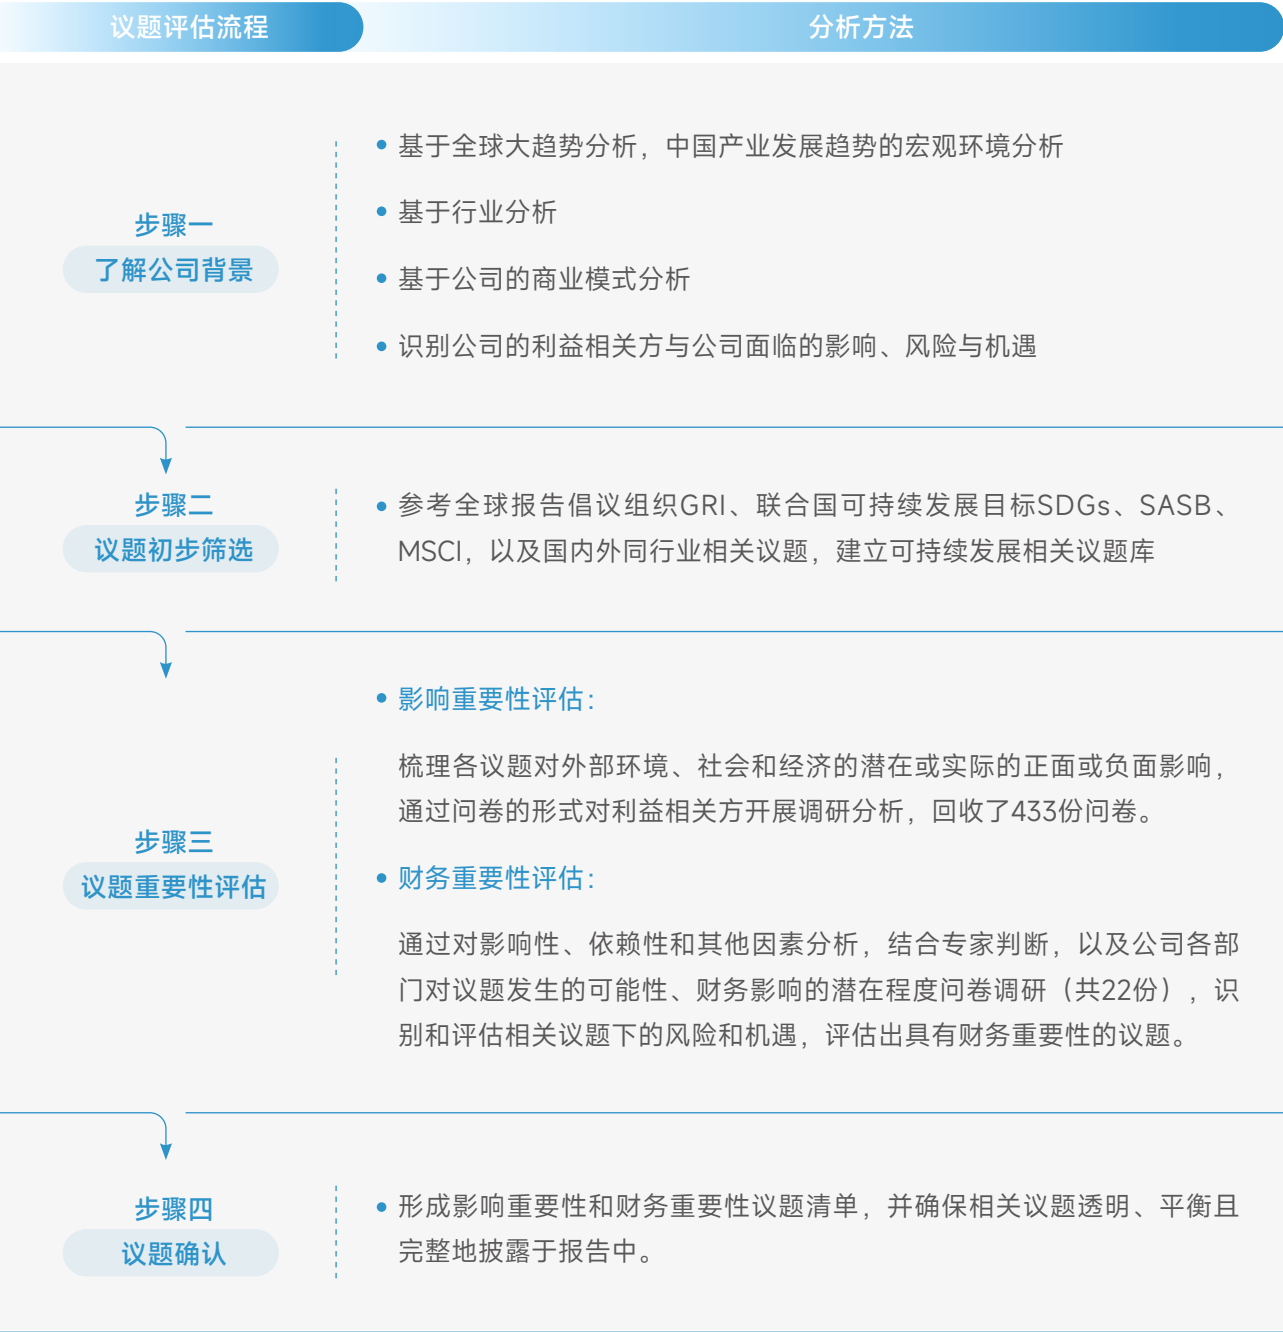 议题评估流程
分析方法
步骤一
了解公司背景
基于全球大趋势分析，中国产业发展趋势的宏观环境分析
基于行业分析
基于公司的商业模式分析
识别公司的利益相关方与公司面临的影响、风险与机遇
步骤二
议题初步筛选
参考全球报告倡议组织GRI、联合国可持续发展目标SDGs、SASB、
MSCI，以及国内外同行业相关议题，建立可持续发展相关议题库
步骤三
议题重要性评估
影响重要性评估：
梳理各议题对外部环境、社会和经济的潜在或实际的正面或负面影响，
通过问卷的形式对利益相关方开展调研分析，回收了433份问卷。
财务重要性评估：
通过对影响性、依赖性和其他因素分析，结合专家判断，以及公司各部
门对议题发生的可能性、财务影响的潜在程度问卷调研（共22份），识
别和评估相关议题下的风险和机遇，评估出具有财务重要性的议题。
步骤四
议题确认
形成影响重要性和财务重要性议题清单，并确保相关议题透明、平衡且
完整地披露于报告中。